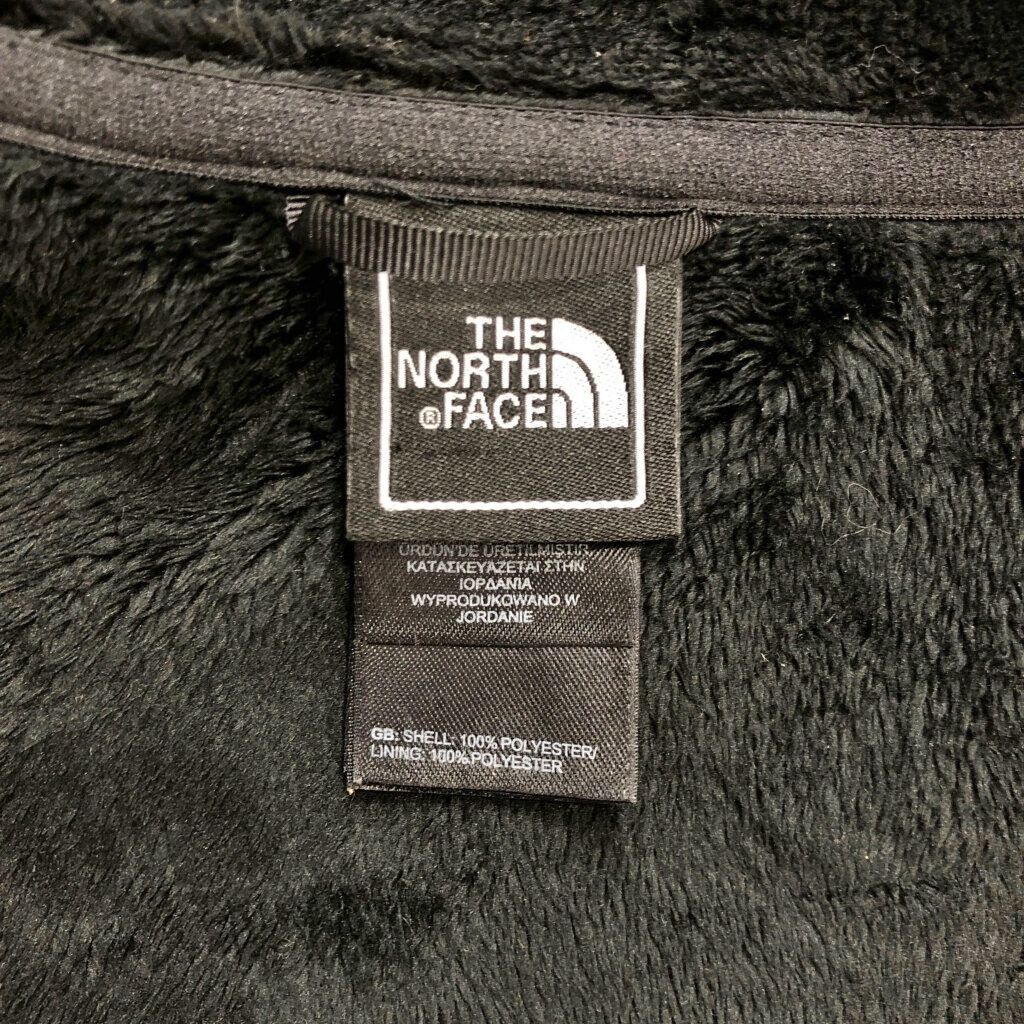 THE
NORTH
® FACE
ÜRDÜN'DE ÜRETİLMİŞTİR,
ΚΑΤΑΣΚΕΥΑΖΕΤΑΙ ΣΤΗΝ
ΙΟΡΔΑΝΙΑ
WYPRODUKOWANO W
JORDANIE
GB: SHELL: 100% POLYESTER/
LINING: 100% POLYESTER